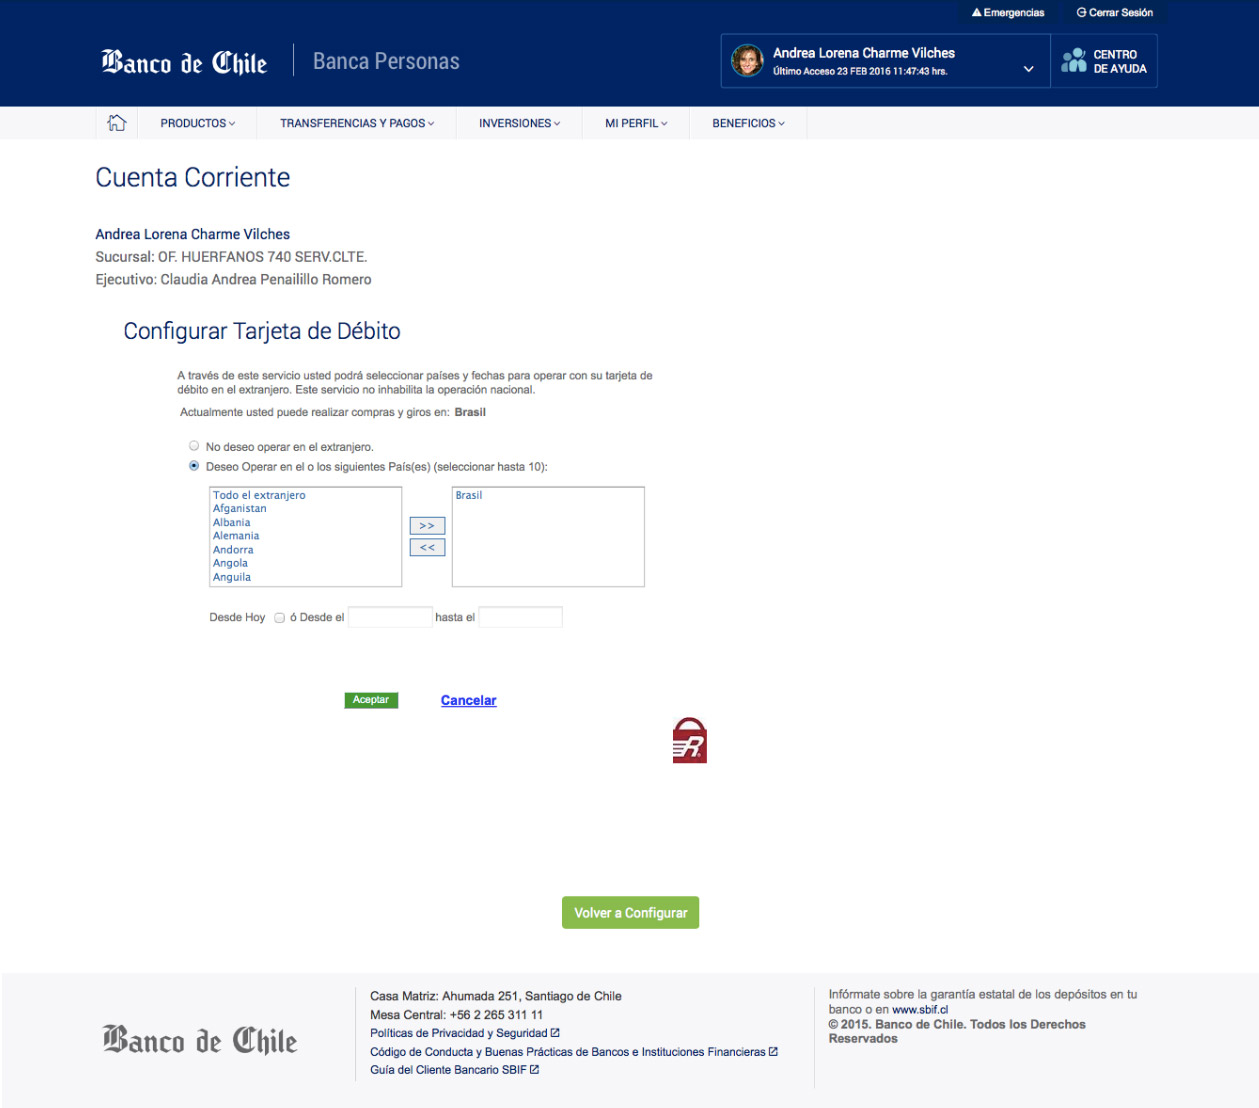 Emergencias
Cerrar Sesión
Banco de Chile
Banca Personas
Andrea Lorena Charme Vilches
Último Acceso 23 FEB 2016 11:47:43 hrs.
CENTRO
DE AYUDA
PRODUCTOS
TRANSFERENCIAS Y PAGOS
INVERSIONES
MI PERFIL
BENEFICIOS
Cuenta Corriente
Andrea Lorena Charme Vilches
Sucursal: OF. HUERFANOS 740 SERV.CLTE.
Ejecutivo: Claudia Andrea Penailillo Romero
Configurar Tarjeta de Débito
A través de este servicio usted podrá seleccionar países y fechas para operar con su tarjeta de
débito en el extranjero. Este servicio no inhabilita la operación nacional.
Actualmente usted puede realizar compras y giros en: Brasil
No deseo operar en el extranjero.
Deseo Operar en el o los siguientes País(es) (seleccionar hasta 10):
Todo el extranjero
Afganistan
Albania
Alemania
Andorra
Angola
Anguila
>>
<<
Brasil
Desde Hoy ó Desde el hasta el
Aceptar
Cancelar
R
Volver a Configurar
Banco de Chile
Casa Matriz: Ahumada 251, Santiago de Chile
Mesa Central: +56 2 265 311 11
Políticas de Privacidad y Seguridad
Código de Conducta y Buenas Prácticas de Bancos e Instituciones Financieras
Guía del Cliente Bancario SBIF
Infórmate sobre la garantía estatal de los depósitos en tu
banco o en www.sbif.cl
© 2015. Banco de Chile. Todos los Derechos
Reservados